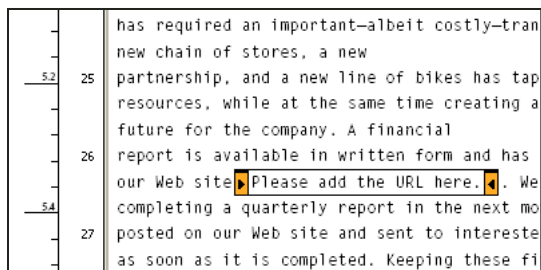 has required an important—albeit costly—tran
new chain of stores, a new
5.2 25 partnership, and a new line of bikes has tap
resources, while at the same time creating a
future for the company. A financial
26 report is available in written form and has
our Web site Please add the URL here. . We
5.4 completing a quarterly report in the next mo
27 posted on our Web site and sent to intereste
as soon as it is completed. Keeping these fi